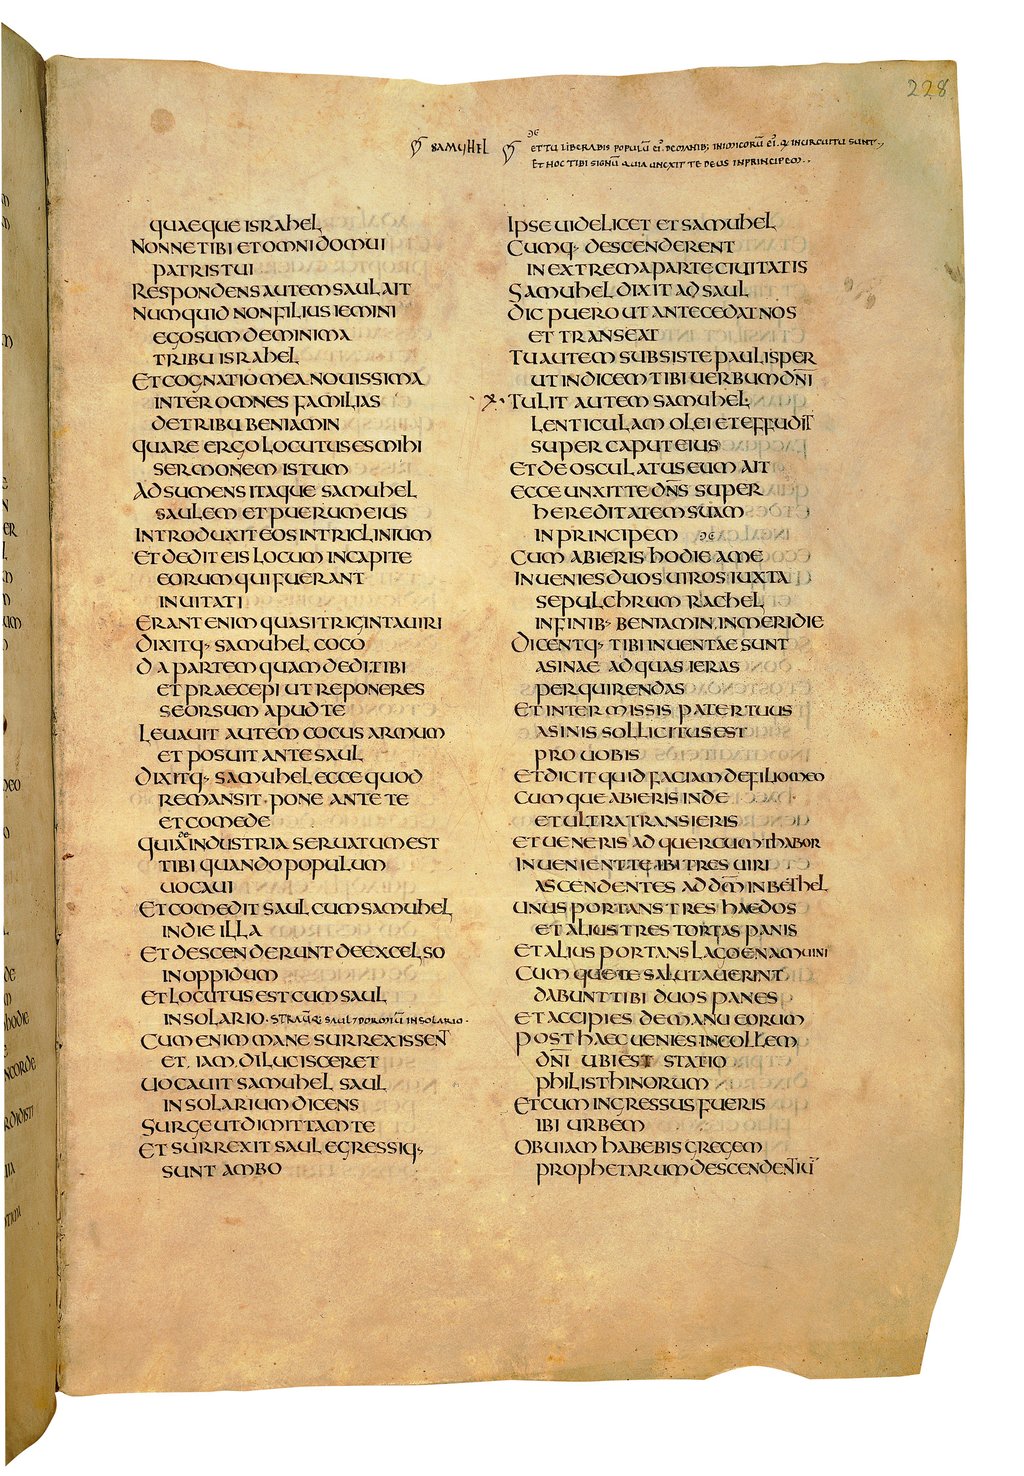 228
SAMUHEL
ƏE
ET TU LIBERABIS POPULŪ EI' DE MANIB; INIMICORŪ EI' Q̄ IN CIRCUITU SUNT.,
ET HOC TIBI SIGNŪ QUIA UNCXIT TE DEUS IN PRINCIPEM..
QUAEQUE ISRAHEL
NONNE TIBI ET OMNI DOMUI
PATRIS TUI
RESPONDENS AUTEM SAUL AIT
NUMQUID NON FILIUS IEMINI
EGO SUM DE MINIMA
TRIBU ISRAHEL
ET COGNATIO MEA NOUISSIMA
INTER OMNES FAMILIAS
DE TRIBU BENIAMIN
QUARE ERGO LOCUTUS ES MIHI
SERMONEM ISTUM
ADSUMENS ITAQUE SAMUHEL
SAULEM ET PUERUM EIUS
INTRODUXIT EOS IN TRICLINIUM
ET DEDIT EIS LOCUM IN CAPITE
EORUM QUI FUERANT
INUITATI
ERANT ENIM QUASI TRIGINTA UIRI
DIXITQ· SAMUHEL COCO
DA PARTEM QUAM DEDI TIBI
ET PRAECEPI UT REPONERES
SEORSUM APUD TE
LEUAUIT AUTEM COCUS ARMUM
ET POSUIT ANTE SAUL
DIXITQ· SAMUHEL ECCE QUOD
REMANSIT· PONE ANTE TE
ET COMEDE
QUIA DE INDUSTRIA SERUATUM EST
TIBI QUANDO POPULUM
UOCAUI
ET COMEDIT SAUL CUM SAMUHEL
IN DIE ILLA
ET DESCENDERUNT DE EXCELSO
IN OPPIDUM
ET LOCUTUS EST CUM SAUL
IN SOLARIO· STRAUITQ; SAUL 7 DORMIUĪ IN SOLARIO·
CUM ENIM MANE SURREXISSENT
ET IAM DILUCISCERET
UOCAUIT SAMUHEL SAUL
IN SOLARIUM DICENS
SURGE UT DIMITTAM TE
ET SURREXIT SAUL EGRESSIQ·
SUNT AMBO
IPSE UIDELICET ET SAMUHEL
CUMQ· DESCENDERENT
IN EXTREMA PARTE CIUITATIS
SAMUHEL DIXIT AD SAUL
DIC PUERO UT ANTECEDAT NOS
ET TRANSEAT
TU AUTEM SUBSISTE PAULISPER
UT INDICEM TIBI UERBUM DN̄I
TULIT AUTEM SAMUHEL
LENTICULAM OLEI ET EFFUDIT
SUPER CAPUT EIUS
ET DEOSCULATUS EUM AIT
ECCE UNXIT TE DN̄S SUPER
HEREDITATEM SUAM
IN PRINCIPEM ƏE
CUM ABIERIS HODIE A ME
INUENIES DUOS UIROS IUXTA
SEPULCHRUM RACHEL
IN FINIB· BENIAMIN, IN MERIDIE
DICENTQ· TIBI INUENTAE SUNT
ASINAE AD QUAS IERAS
PERQUIRENDAS
ET INTERMISSIS PATER TUUS
ASINIS SOLLICITUS EST
PRO UOBIS
ET DICIT QUID FACIAM DE FILIO MEO
CUMQUE ABIERIS INDE
ET ULTRA TRANSIERIS
ET UENERIS AD QUERCUM THABOR
INUENIENT TE IBI TRES UIRI
ASCENDENTES AD DM̄ IN BETHEL
UNUS PORTANS TRES HAEDOS
ET ALIUS TRES TORTAS PANIS
ET ALIUS PORTANS LAGOENAM UINI
CUMQUE TE SALUTAUERINT
DABUNT TIBI DUOS PANES
ET ACCIPIES DE MANU EORUM
POST HAEC UENIES IN COLLEM
DN̄I UBI EST STATIO
PHILISTHINORUM
ET CUM INGRESSUS FUERIS
IBI URBEM
OBUIAM HABEBIS GREGEM
PROPHETARUM DESCENDENTIŪ